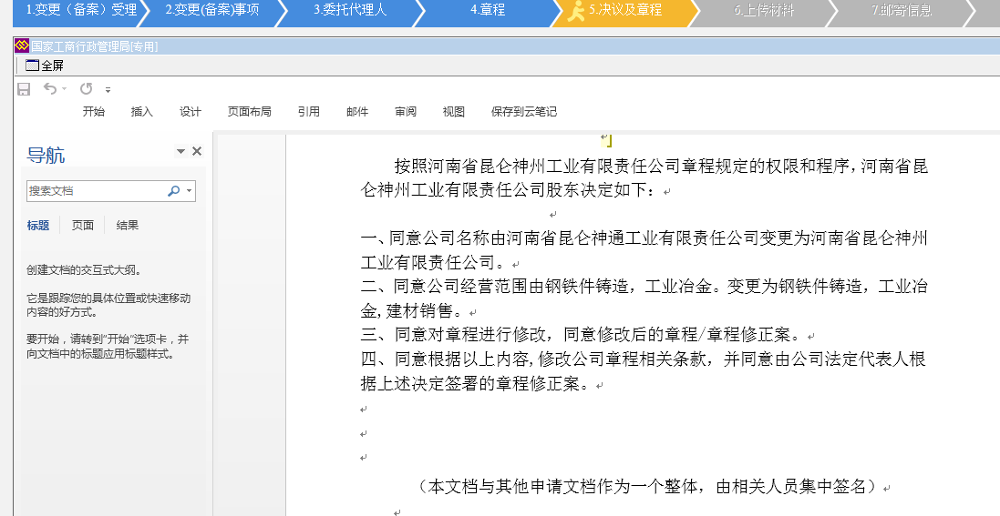 1.变更（备案）受理 2.变更(备案)事项 3.委托代理人 4.章程 5.决议及章程 6.上传材料 7.邮寄信息
国家工商行政管理局[专用]
全屏
开始 插入 设计 页面布局 引用 邮件 审阅 视图 保存到云笔记
导航
搜索文档
标题 页面 结果
创建文档的交互式大纲。
它是跟踪您的具体位置或快速移动
内容的好方式。
要开始，请转到"开始"选项卡，并
向文档中的标题应用标题样式。
按照河南省昆仑神州工业有限责任公司章程规定的权限和程序,河南省昆
仑神州工业有限责任公司股东决定如下：
一、同意公司名称由河南省昆仑神通工业有限责任公司变更为河南省昆仑神州
工业有限责任公司。
二、同意公司经营范围由钢铁件铸造，工业冶金。变更为钢铁件铸造，工业冶
金,建材销售。
三、同意对章程进行修改，同意修改后的章程/章程修正案。
四、同意根据以上内容,修改公司章程相关条款，并同意由公司法定代表人根
据上述决定签署的章程修正案。
（本文档与其他申请文档作为一个整体，由相关人员集中签名）